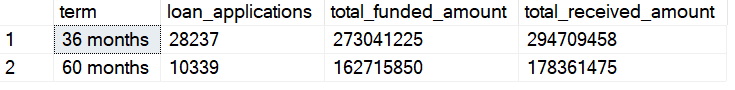 term loan_applications total_funded_amount total_received_amount
1 36 months 28237 273041225 294709458
2 60 months 10339 162715850 178361475